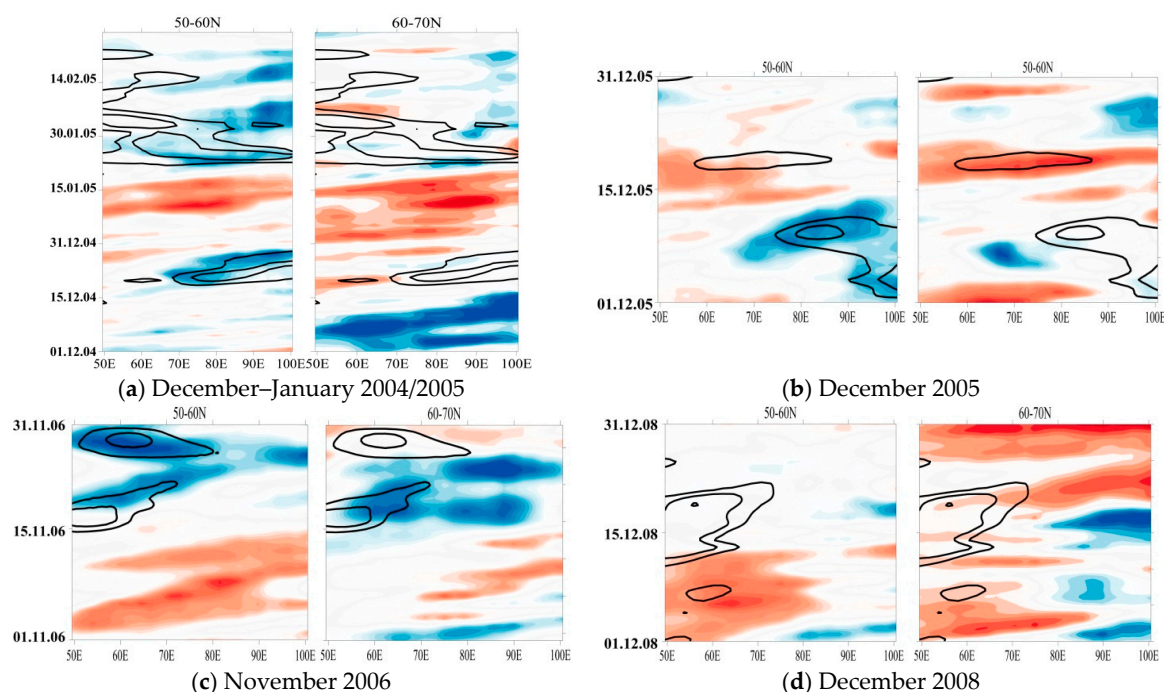 50-60N 60-70N
14.02.05
30.01.05
15.01.05
31.12.04
15.12.04
01.12.04
50E 60E 70E 80E 90E 100E 50E 60E 70E 80E 90E 100E
(a) December–January 2004/2005
50-60N 50-60N
31.12.05
15.12.05
01.12.05
50E 60E 70E 80E 90E 100E 50E 60E 70E 80E 90E 100E
(b) December 2005
50-60N 60-70N
31.11.06
15.11.06
01.11.06
50E 60E 70E 80E 90E 100E 50E 60E 70E 80E 90E 100E
(c) November 2006
50-60N 60-70N
31.12.08
15.12.08
01.12.08
50E 60E 70E 80E 90E 100E 50E 60E 70E 80E 90E 100E
(d) December 2008